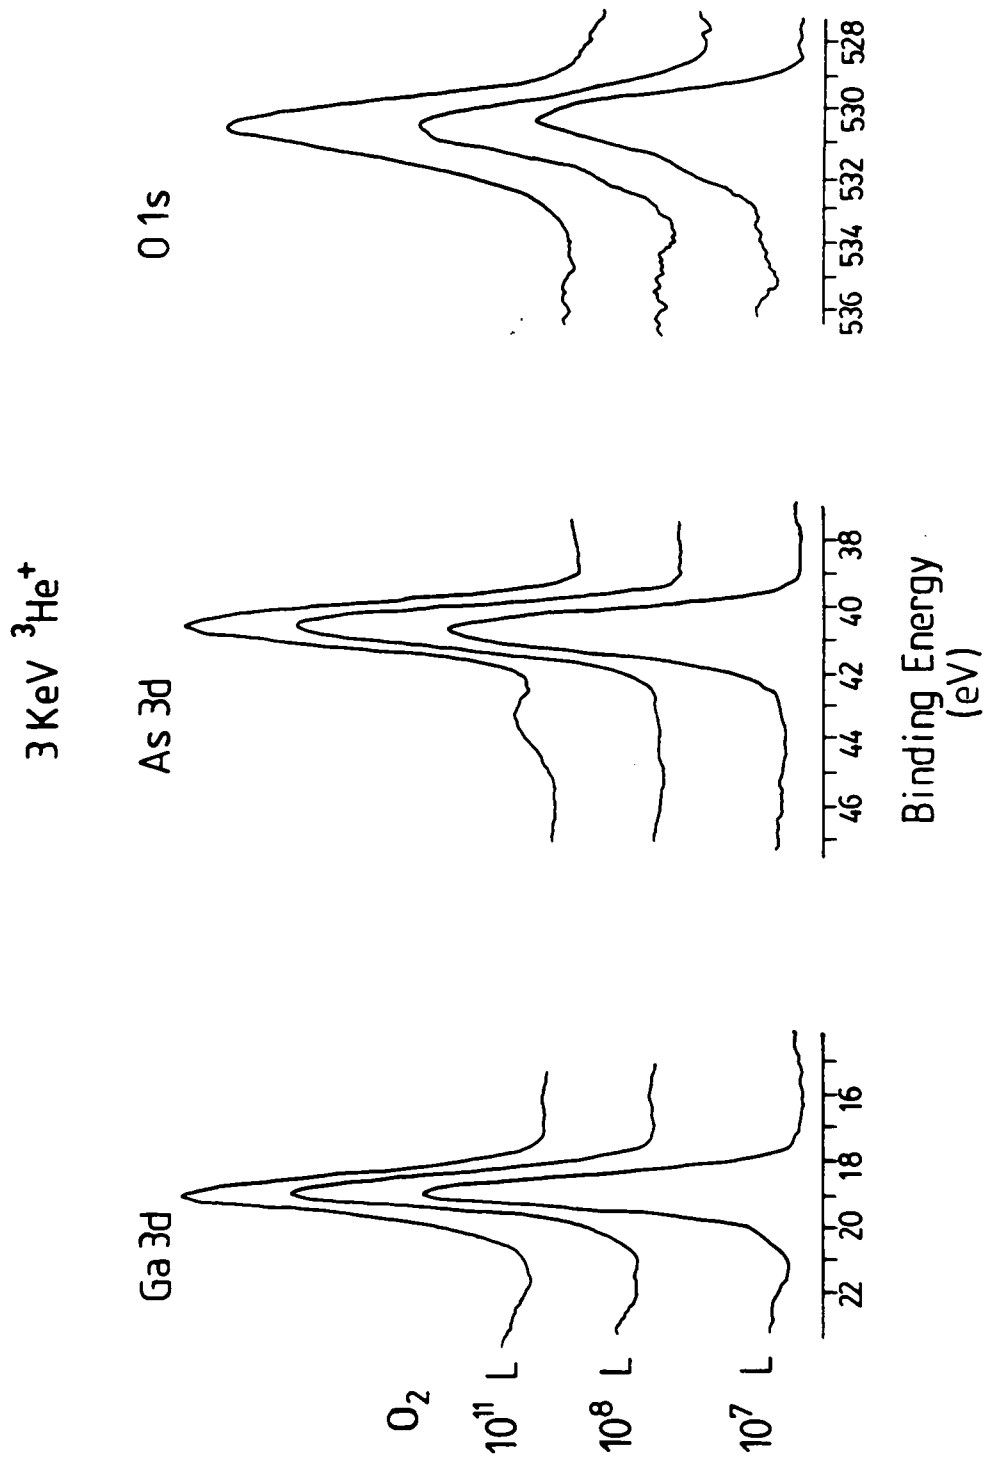 3 KeV ³He⁺
Ga 3d
As 3d
O 1s
O₂
10¹¹ L
10⁸ L
10⁷ L
22 20 18 16
46 44 42 40 38
536 534 532 530 528
Binding Energy
(eV)